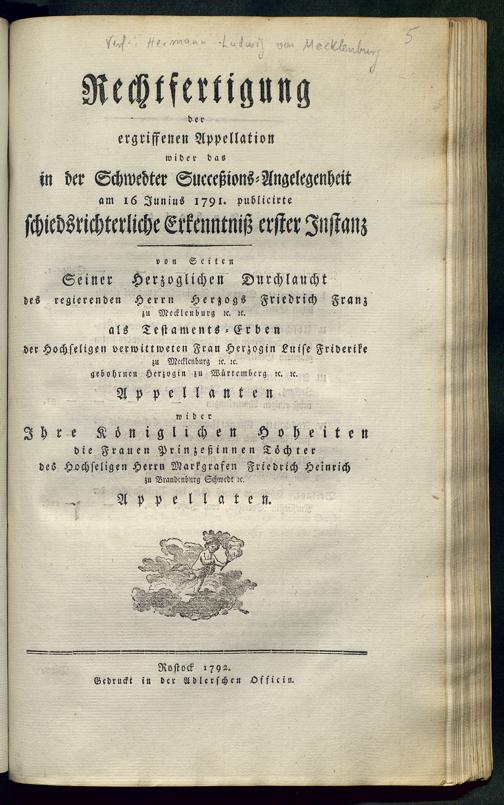 Verf.: Hermann Ludwig von Mecklenburg
5
Rechtfertigung
der
ergriffenen Appellation
wider das
in der Schwedter Succeßions-Angelegenheit
am 16 Junius 1791. publicirte
schiedsrichterliche Erkenntniß erster Instanz
von Seiten
Seiner Herzoglichen Durchlaucht
des regierenden Herrn Herzogs Friedrich Franz
zu Mecklenburg ꝛc. ꝛc.
als Testaments-Erben
der Hochseligen verwittweten Frau Herzogin Luise Friderike
zu Mecklenburg ꝛc. ꝛc.
gebohrnen Herzogin zu Würtemberg ꝛc. ꝛc.
Appellanten
wider
Ihre Königlichen Hoheiten
die Frauen Prinzeßinnen Töchter
des Hochseligen Herrn Markgrafen Friedrich Heinrich
zu Brandenburg Schwedt ꝛc.
Appellaten.
Rostock 1792.
Gedruckt in der Adlerschen Officin.